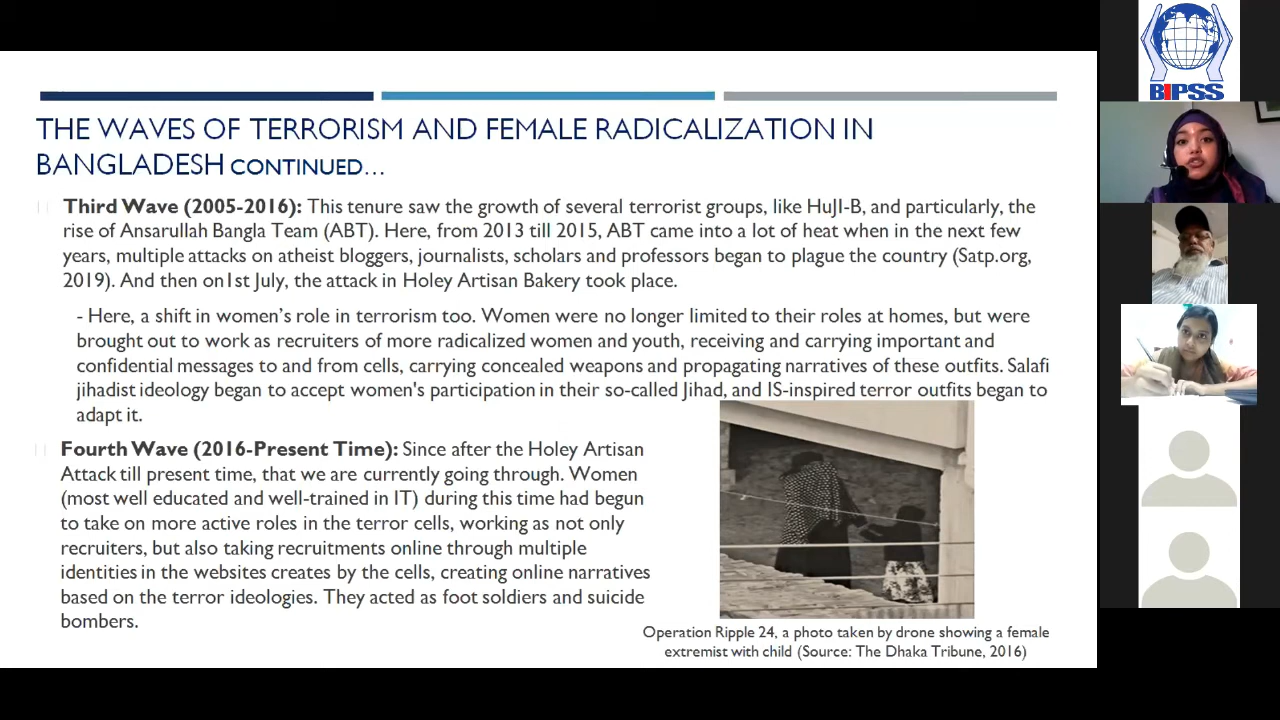 THE WAVES OF TERRORISM AND FEMALE RADICALIZATION IN
BANGLADESH CONTINUED…
Third Wave (2005-2016): This tenure saw the growth of several terrorist groups, like HuJI-B, and particularly, the
rise of Ansarullah Bangla Team (ABT). Here, from 2013 till 2015, ABT came into a lot of heat when in the next few
years, multiple attacks on atheist bloggers, journalists, scholars and professors began to plague the country (Satp.org,
2019). And then on1st July, the attack in Holey Artisan Bakery took place.
- Here, a shift in women's role in terrorism too. Women were no longer limited to their roles at homes, but were
brought out to work as recruiters of more radicalized women and youth, receiving and carrying important and
confidential messages to and from cells, carrying concealed weapons and propagating narratives of these outfits. Salafi
jihadist ideology began to accept women's participation in their so-called Jihad, and IS-inspired terror outfits began to
adapt it.
Fourth Wave (2016-Present Time): Since after the Holey Artisan
Attack till present time, that we are currently going through. Women
(most well educated and well-trained in IT) during this time had begun
to take on more active roles in the terror cells, working as not only
recruiters, but also taking recruitments online through multiple
identities in the websites creates by the cells, creating online narratives
based on the terror ideologies. They acted as foot soldiers and suicide
bombers.
Operation Ripple 24, a photo taken by drone showing a female
extremist with child (Source: The Dhaka Tribune, 2016)
BIPSS